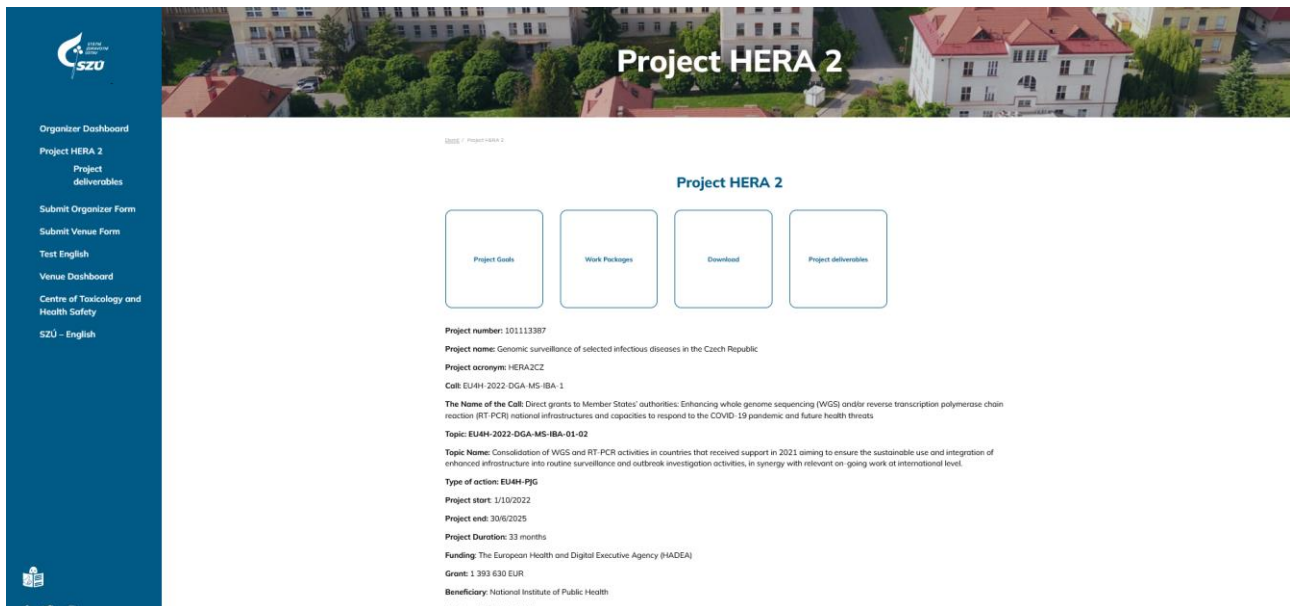 STÁTNÍ
ZDRAVOTNÍ
ÚSTAV
SZÚ
Organizer Dashboard
Project HERA 2
Project
deliverables
Submit Organizer Form
Submit Venue Form
Test English
Venue Dashboard
Centre of Toxicology and
Health Safety
SZÚ – English
Project HERA 2
Home / Project HERA 2
Project HERA 2
Project Goals
Work Packages
Download
Project deliverables
Project number: 101113387
Project name: Genomic surveillance of selected infectious diseases in the Czech Republic
Project acronym: HERA2CZ
Call: EU4H-2022-DGA-MS-IBA-1
The Name of the Call: Direct grants to Member States' authorities: Enhancing whole genome sequencing (WGS) and/or reverse transcription polymerase chain
reaction (RT-PCR) national infrastructures and capacities to respond to the COVID-19 pandemic and future health threats
Topic: EU4H-2022-DGA-MS-IBA-01-02
Topic Name: Consolidation of WGS and RT-PCR activities in countries that received support in 2021 aiming to ensure the sustainable use and integration of
enhanced infrastructure into routine surveillance and outbreak investigation activities, in synergy with relevant on-going work at international level.
Type of action: EU4H-PJG
Project start: 1/10/2022
Project end: 30/6/2025
Project Duration: 33 months
Funding: The European Health and Digital Executive Agency (HADEA)
Grant: 1 393 630 EUR
Beneficiary: National Institute of Public Health